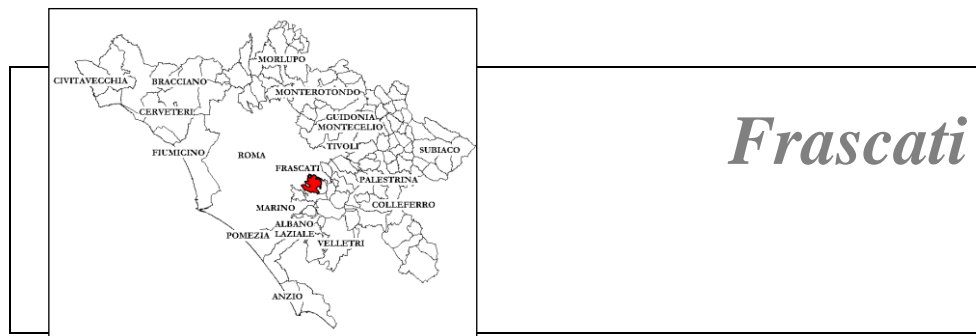 MORLUPO
CIVITAVECCHIA
BRACCIANO
MONTEROTONDO
CERVETERI
GUIDONIA
MONTECELIO
TIVOLI
SUBIACO
FIUMICINO
ROMA
Frascati
FRASCATI
PALESTRINA
MARINO
COLLEFERRO
ALBANO
LAZIALE
POMEZIA
VELLETRI
ANZIO